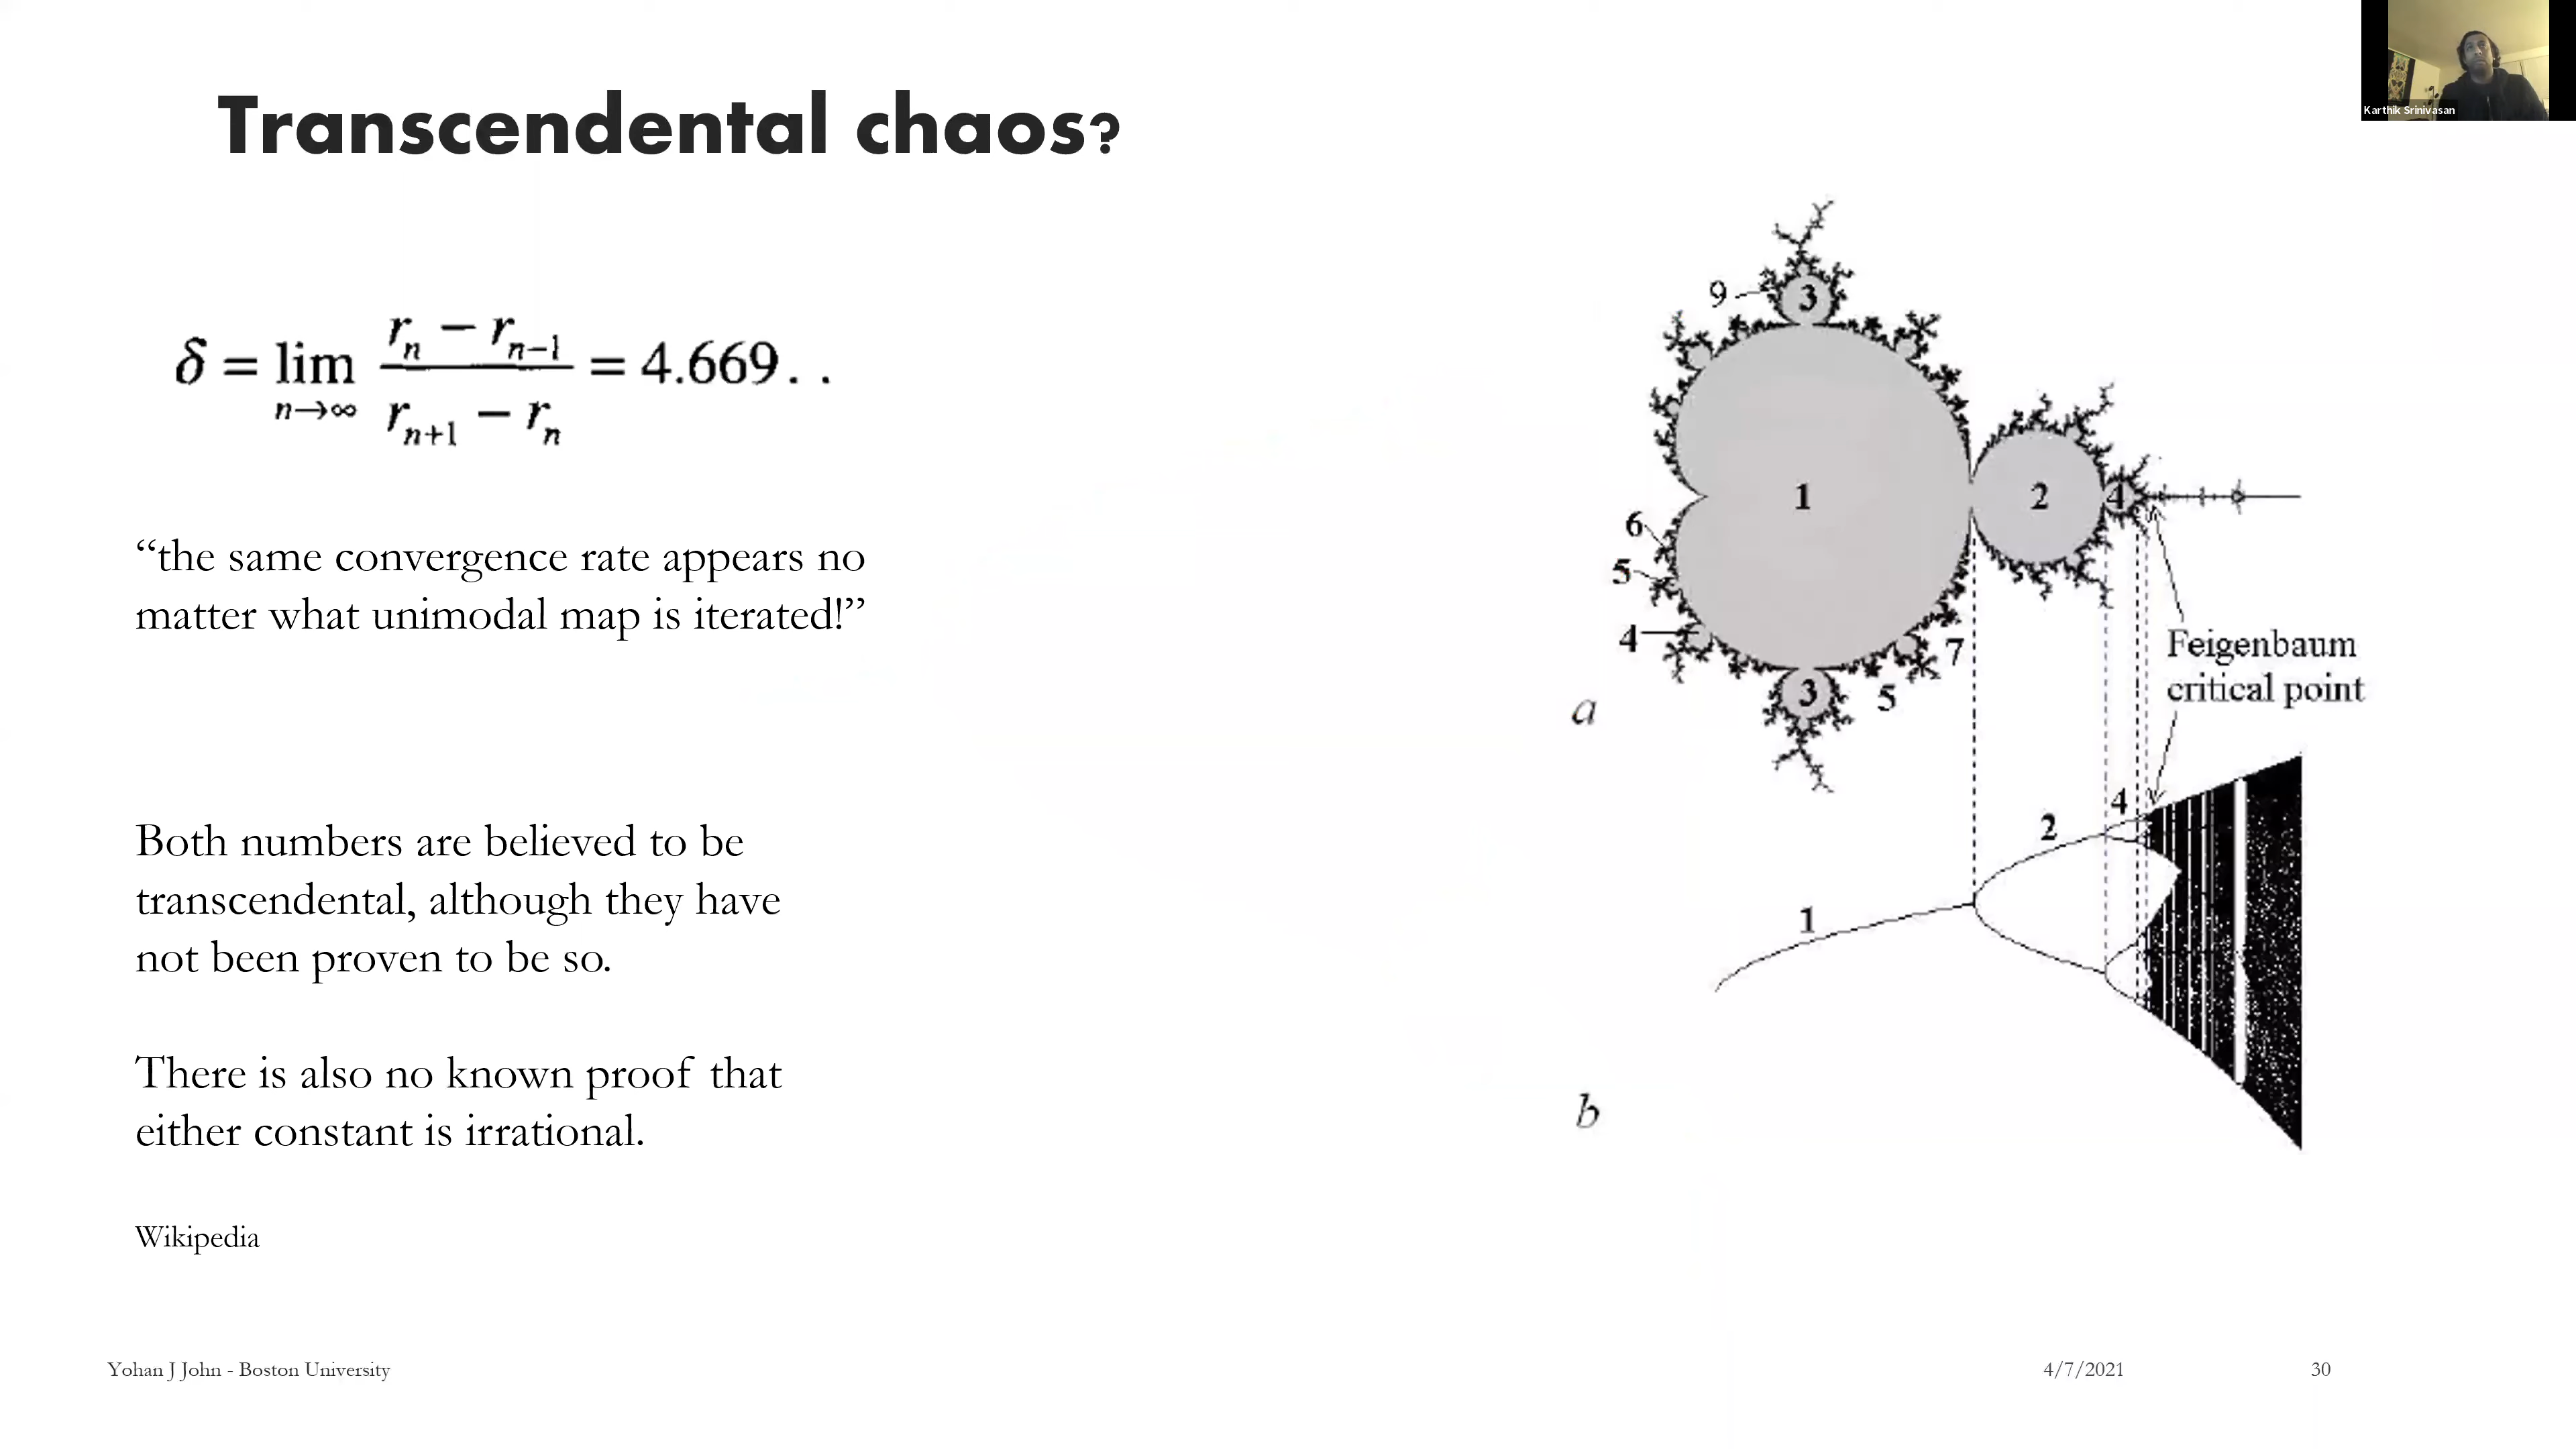 Transcendental chaos?
Karthik Srinivasan
δ = lim n→∞ (r_n − r_{n−1}) / (r_{n+1} − r_n) = 4.669. .
“the same convergence rate appears no
matter what unimodal map is iterated!”
Both numbers are believed to be
transcendental, although they have
not been proven to be so.
There is also no known proof that
either constant is irrational.
Wikipedia
9
3
1
2
4
6
5
4
7
3
5
a
Feigenbaum
critical point
4
2
1
b
Yohan J John - Boston University
4/7/2021
30